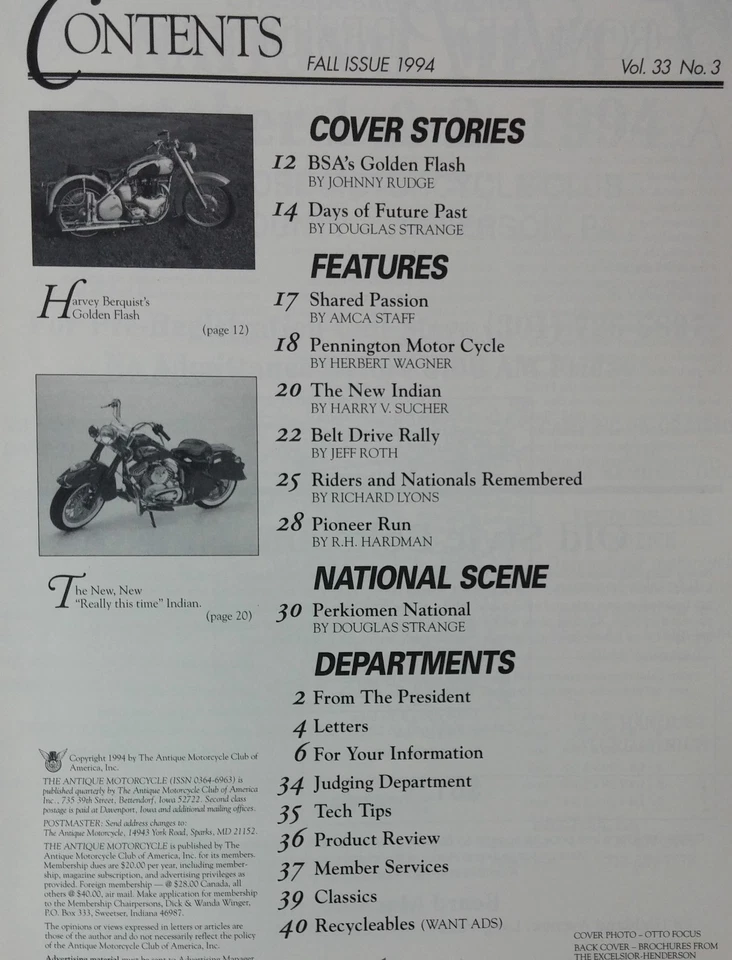 CONTENTS
FALL ISSUE 1994
Vol. 33 No. 3
Harvey Berquist's
Golden Flash
(page 12)
The New, New
"Really this time" Indian.
(page 20)
COVER STORIES
12 BSA's Golden Flash
BY JOHNNY RUDGE
14 Days of Future Past
BY DOUGLAS STRANGE
FEATURES
17 Shared Passion
BY AMCA STAFF
18 Pennington Motor Cycle
BY HERBERT WAGNER
20 The New Indian
BY HARRY V. SUCHER
22 Belt Drive Rally
BY JEFF ROTH
25 Riders and Nationals Remembered
BY RICHARD LYONS
28 Pioneer Run
BY R.H. HARDMAN
NATIONAL SCENE
30 Perkiomen National
BY DOUGLAS STRANGE
DEPARTMENTS
2 From The President
4 Letters
6 For Your Information
34 Judging Department
35 Tech Tips
36 Product Review
37 Member Services
39 Classics
40 Recycleables (WANT ADS)
Copyright 1994 by The Antique Motorcycle Club of
America, Inc.
THE ANTIQUE MOTORCYCLE (ISSN 0364-6963) is
published quarterly by The Antique Motorcycle Club of America
Inc., 735 39th Street, Bettendorf, Iowa 52722. Second class
postage is paid at Davenport, Iowa and additional mailing offices.
POSTMASTER: Send address changes to:
The Antique Motorcycle, 14943 York Road, Sparks, MD 21152.
THE ANTIQUE MOTORCYCLE is published by The
Antique Motorcycle Club of America, Inc. for its members.
Membership dues are $20.00 per year, including member-
ship, magazine subscription, and advertising privileges as
provided. Foreign membership — @ $28.00 Canada, all
others @ $40.00, air mail. Make application for membership
to the Membership Chairpersons, Dick & Wanda Winger,
P.O. Box 333, Sweetser, Indiana 46987.
The opinions or views expressed in letters or articles are
those of the author and do not necessarily reflect the policy
of the Antique Motorcycle Club of America, Inc.
Advertising material must be sent to Advertising Manager
COVER PHOTO – OTTO FOCUS
BACK COVER – BROCHURES FROM
THE EXCELSIOR-HENDERSON